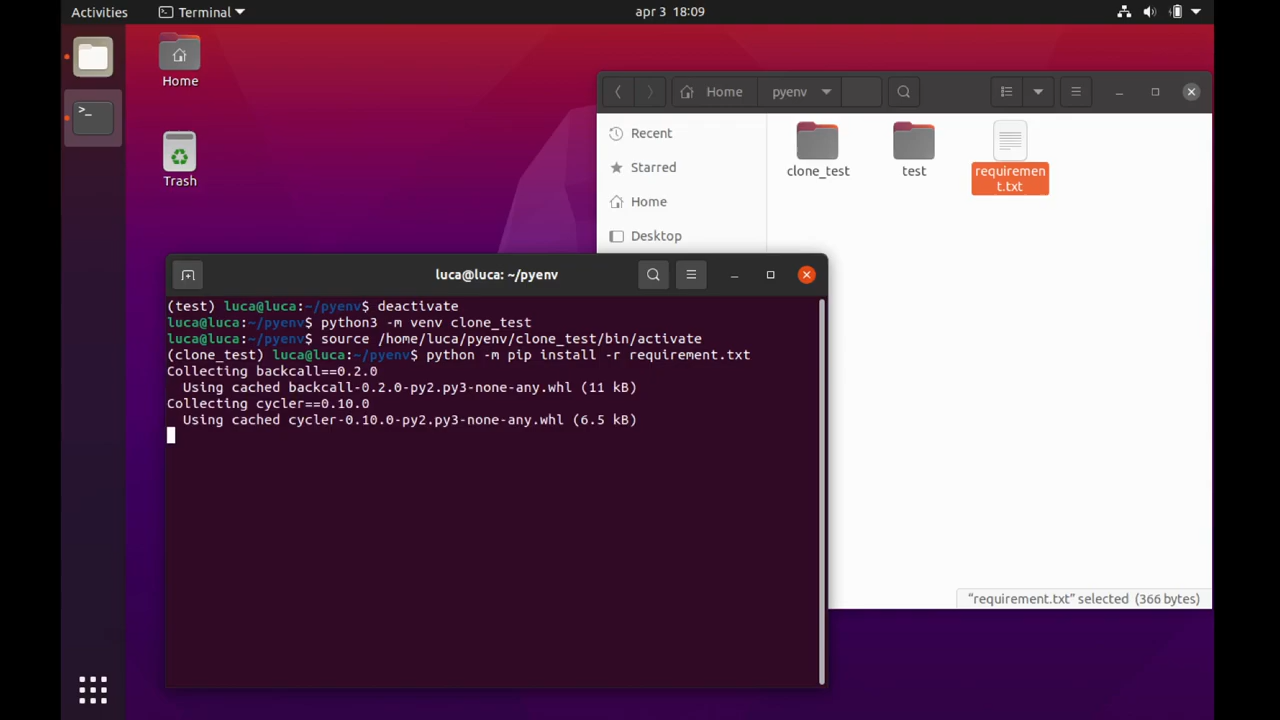 Activities
Terminal
apr 3 18:09
Home
Trash
Home
pyenv
Recent
Starred
Home
Desktop
clone_test
test
requiremen
t.txt
"requirement.txt" selected (366 bytes)
luca@luca: ~/pyenv
(test) luca@luca:~/pyenv$ deactivate
luca@luca:~/pyenv$ python3 -m venv clone_test
luca@luca:~/pyenv$ source /home/luca/pyenv/clone_test/bin/activate
(clone_test) luca@luca:~/pyenv$ python -m pip install -r requirement.txt
Collecting backcall==0.2.0
  Using cached backcall-0.2.0-py2.py3-none-any.whl (11 kB)
Collecting cycler==0.10.0
  Using cached cycler-0.10.0-py2.py3-none-any.whl (6.5 kB)